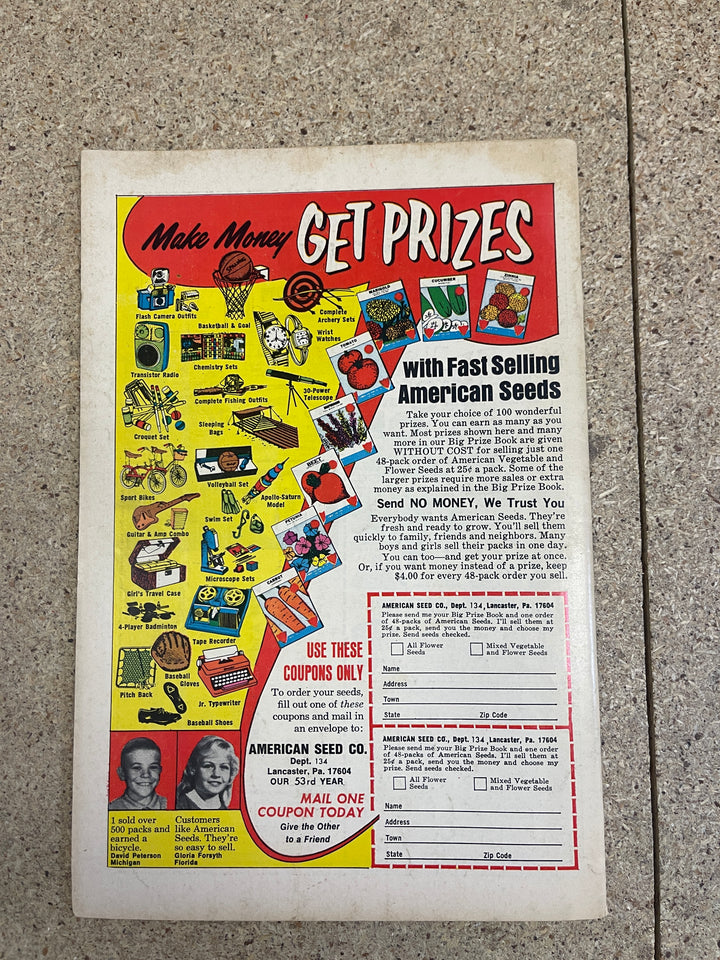 Make Money GET PRIZES
Flash Camera Outfits
Basketball & Goal
Complete
Archery Sets
Wrist
Watches
Transistor Radio
Chemistry Sets
30-Power
Telescope
Complete Fishing Outfits
Sleeping
Bags
Croquet Set
Volleyball Set
Apollo-Saturn
Model
Sport Bikes
Swim Set
Guitar & Amp Combo
Microscope Sets
Girl's Travel Case
4-Player Badminton
Tape Recorder
Baseball
Gloves
Pitch Back
Jr. Typewriter
Baseball Shoes
MARIGOLD
CUCUMBER
ZINNIA
TOMATO
BEET
PETUNIA
CARROT
with Fast Selling
American Seeds
Take your choice of 100 wonderful
prizes. You can earn as many as you
want. Most prizes shown here and many
more in our Big Prize Book are given
WITHOUT COST for selling just one
48-pack order of American Vegetable and
Flower Seeds at 25¢ a pack. Some of the
larger prizes require more sales or extra
money as explained in the Big Prize Book.
Send NO MONEY, We Trust You
Everybody wants American Seeds. They're
fresh and ready to grow. You'll sell them
quickly to family, friends and neighbors. Many
boys and girls sell their packs in one day.
You can too—and get your prize at once.
Or, if you want money instead of a prize, keep
$4.00 for every 48-pack order you sell.
USE THESE
COUPONS ONLY
To order your seeds,
fill out one of these
coupons and mail in
an envelope to:
AMERICAN SEED CO.
Dept. 134
Lancaster, Pa. 17604
OUR 53rd YEAR
MAIL ONE
COUPON TODAY
Give the Other
to a Friend
1 sold over
500 packs and
earned a
bicycle.
David Peterson
Michigan
Customers
like American
Seeds. They're
so easy to sell.
Gloria Forsyth
Florida
AMERICAN SEED CO., Dept. 134, Lancaster, Pa. 17604
Please send me your Big Prize Book and one order
of 48-packs of American Seeds. I'll sell them at
25¢ a pack, send you the money and choose my
prize. Send seeds checked.
All Flower
Seeds
Mixed Vegetable
and Flower Seeds
Name
Address
Town
State Zip Code
AMERICAN SEED CO., Dept. 134, Lancaster, Pa. 17604
Please send me your Big Prize Book and one order
of 48-packs of American Seeds. I'll sell them at
25¢ a pack, send you the money and choose my
prize. Send seeds checked.
All Flower
Seeds
Mixed Vegetable
and Flower Seeds
Name
Address
Town
State Zip Code